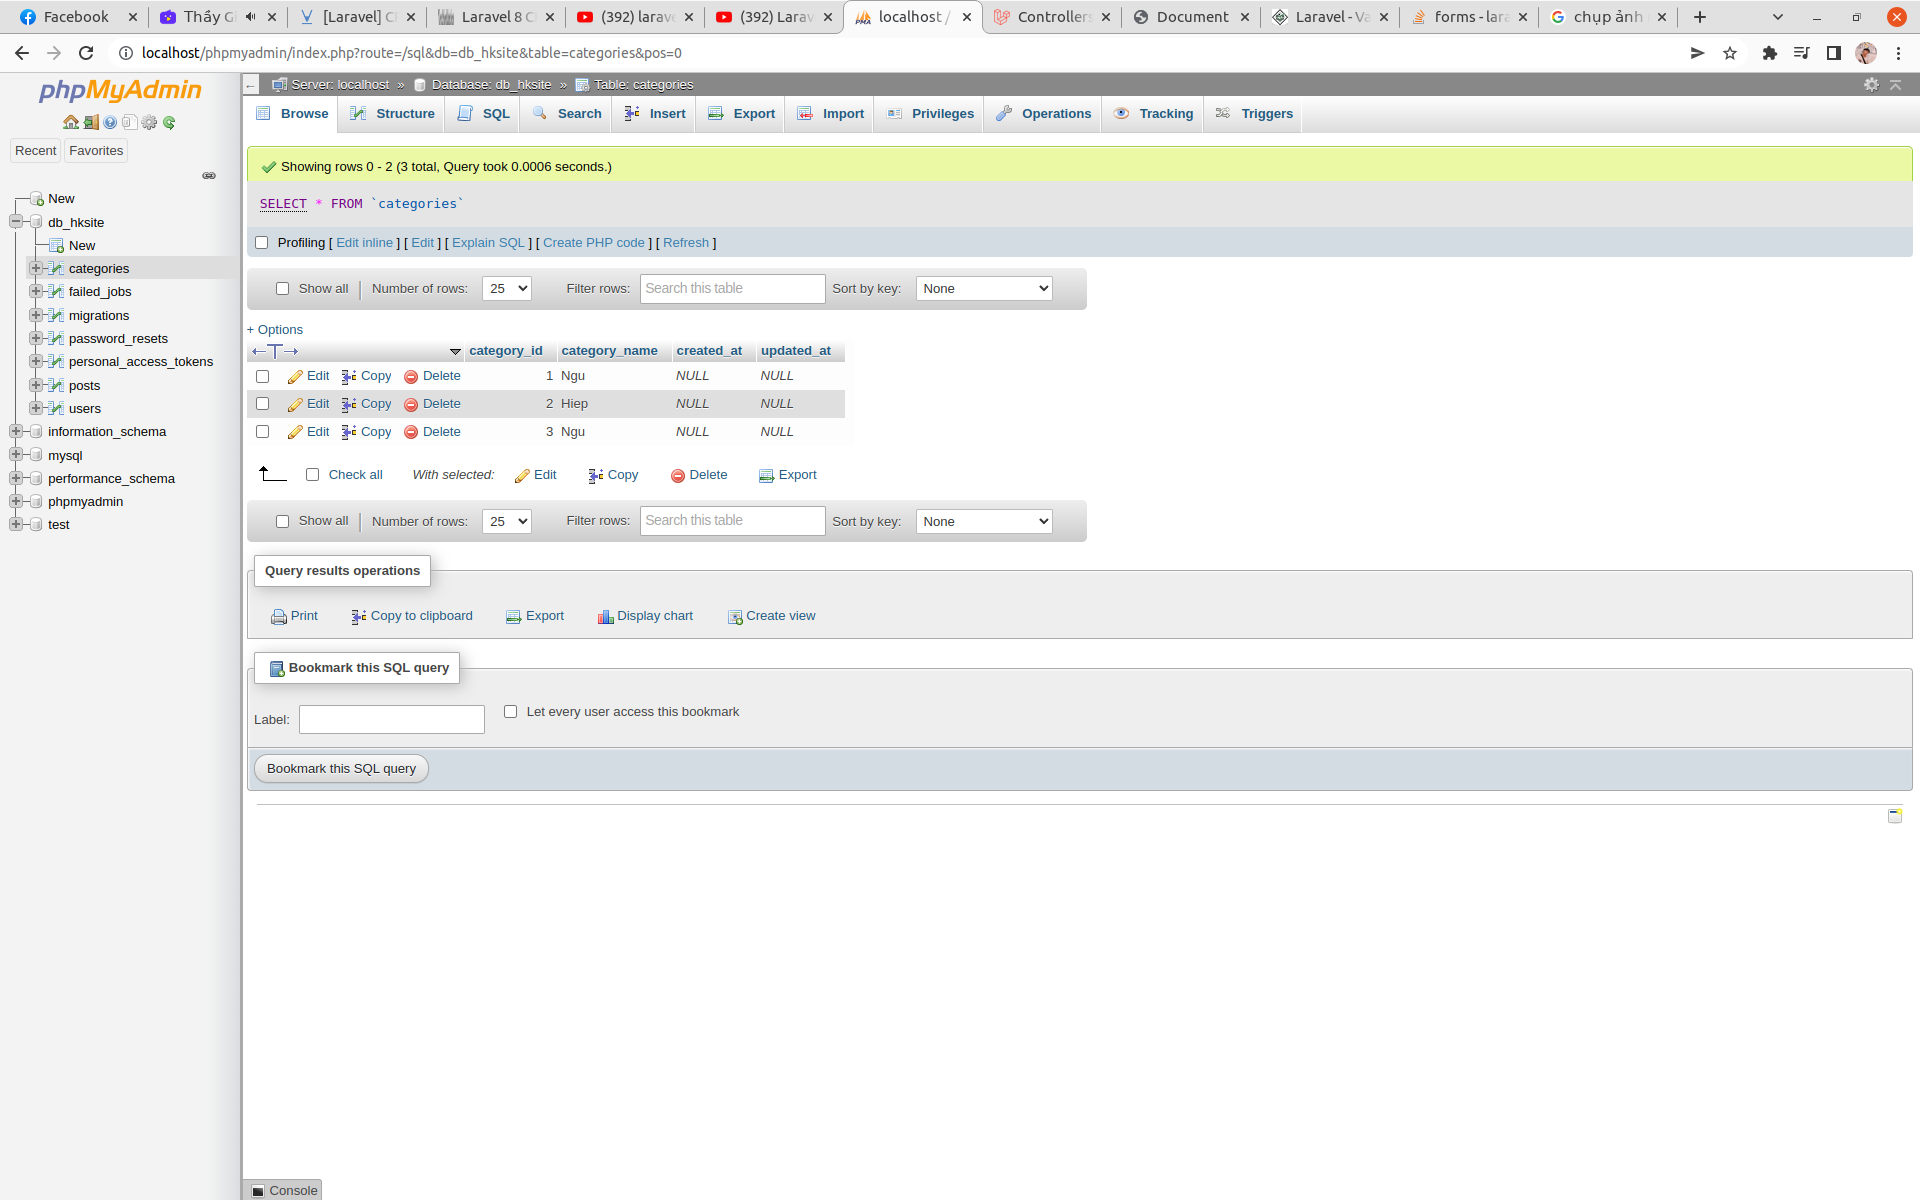 Facebook
Thầy Gi
[Laravel] C
Laravel 8 C
(392) larave
(392) Larav
localhost /
Controllers
Document
Laravel - Va
forms - lara
chụp ảnh
localhost/phpmyadmin/index.php?route=/sql&db=db_hksite&table=categories&pos=0
phpMyAdmin
Recent
Favorites
New
db_hksite
New
categories
failed_jobs
migrations
password_resets
personal_access_tokens
posts
users
information_schema
mysql
performance_schema
phpmyadmin
test
Server: localhost » Database: db_hksite » Table: categories
Browse Structure SQL Search Insert Export Import Privileges Operations Tracking Triggers
Showing rows 0 - 2 (3 total, Query took 0.0006 seconds.)
SELECT * FROM `categories`
Profiling [ Edit inline ] [ Edit ] [ Explain SQL ] [ Create PHP code ] [ Refresh ]
Show all | Number of rows: 25 Filter rows: Search this table Sort by key: None
+ Options
category_id category_name created_at updated_at
Edit Copy Delete 1 Ngu NULL NULL
Edit Copy Delete 2 Hiep NULL NULL
Edit Copy Delete 3 Ngu NULL NULL
Check all With selected: Edit Copy Delete Export
Show all | Number of rows: 25 Filter rows: Search this table Sort by key: None
Query results operations
Print Copy to clipboard Export Display chart Create view
Bookmark this SQL query
Label: Let every user access this bookmark
Bookmark this SQL query
Console